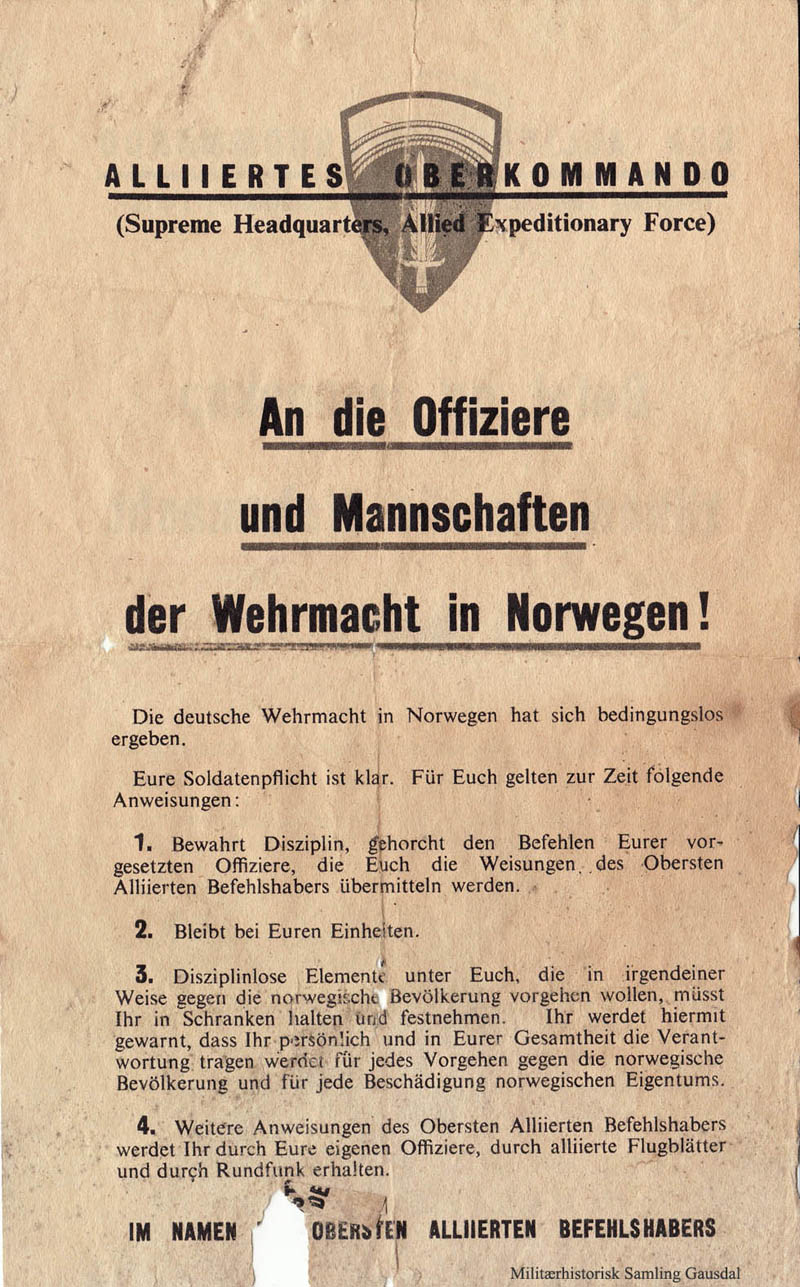 ALLIIERTES OBERKOMMANDO
(Supreme Headquarters, Allied Expeditionary Force)
An die Offiziere
und Mannschaften
der Wehrmacht in Norwegen!
Die deutsche Wehrmacht in Norwegen hat sich bedingungslos
ergeben.
Eure Soldatenpflicht ist klar. Für Euch gelten zur Zeit folgende
Anweisungen:
1. Bewahrt Disziplin, gehorcht den Befehlen Eurer vor-
gesetzten Offiziere, die Euch die Weisungen des Obersten
Alliierten Befehlshabers übermitteln werden.
2. Bleibt bei Euren Einheiten.
3. Disziplinlose Elemente unter Euch, die in irgendeiner
Weise gegen die norwegische Bevölkerung vorgehen wollen, müsst
Ihr in Schranken halten und festnehmen. Ihr werdet hiermit
gewarnt, dass Ihr persönlich und in Eurer Gesamtheit die Verant-
wortung tragen werdet für jedes Vorgehen gegen die norwegische
Bevölkerung und für jede Beschädigung norwegischen Eigentums.
4. Weitere Anweisungen des Obersten Alliierten Befehlshabers
werdet Ihr durch Eure eigenen Offiziere, durch alliierte Flugblätter
und durch Rundfunk erhalten.
IM NAMEN OBERSTEN ALLIIERTEN BEFEHLSHABERS
Militærhistorisk Samling Gausdal